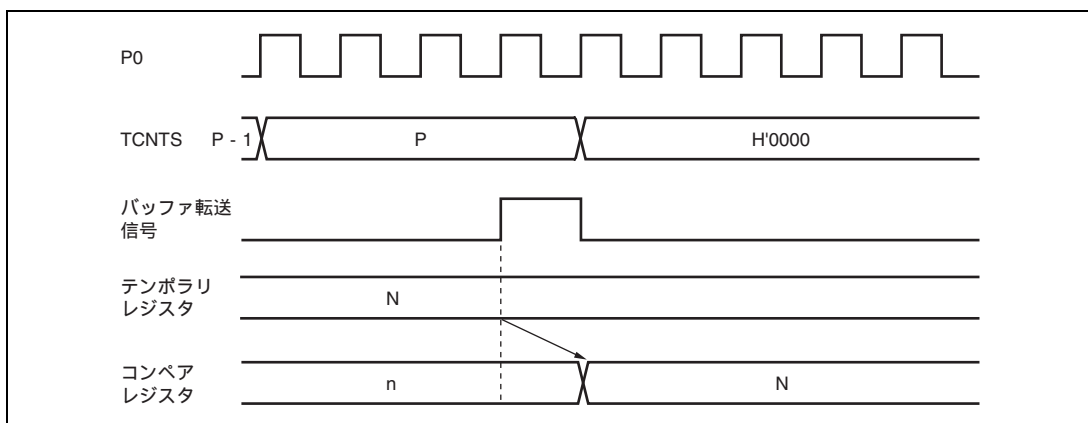 P0
TCNTS P - 1 P H'0000
バッファ転送
信号
テンポラリ
レジスタ N
コンペア
レジスタ n N